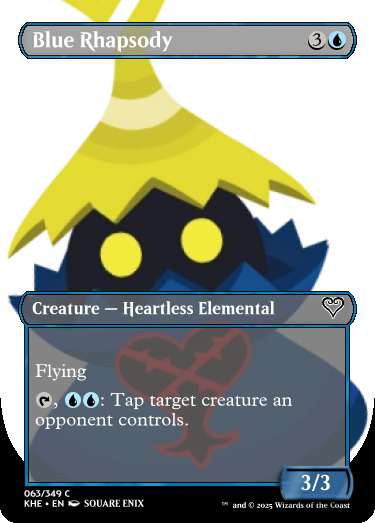 Blue Rhapsody 3
Creature — Heartless Elemental
Flying
, : Tap target creature an
opponent controls.
3/3
063/349 C
KHE • EN SQUARE ENIX
™ and © 2025 Wizards of the Coast